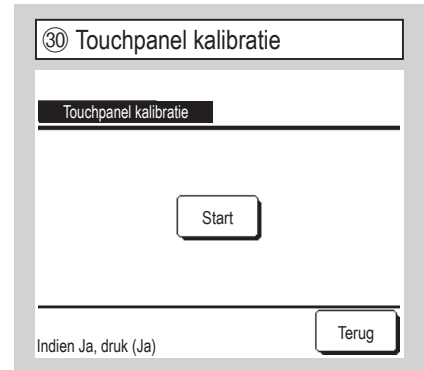 ㉚ Touchpanel kalibratie
Touchpanel kalibratie
Start
Indien Ja, druk (Ja)
Terug